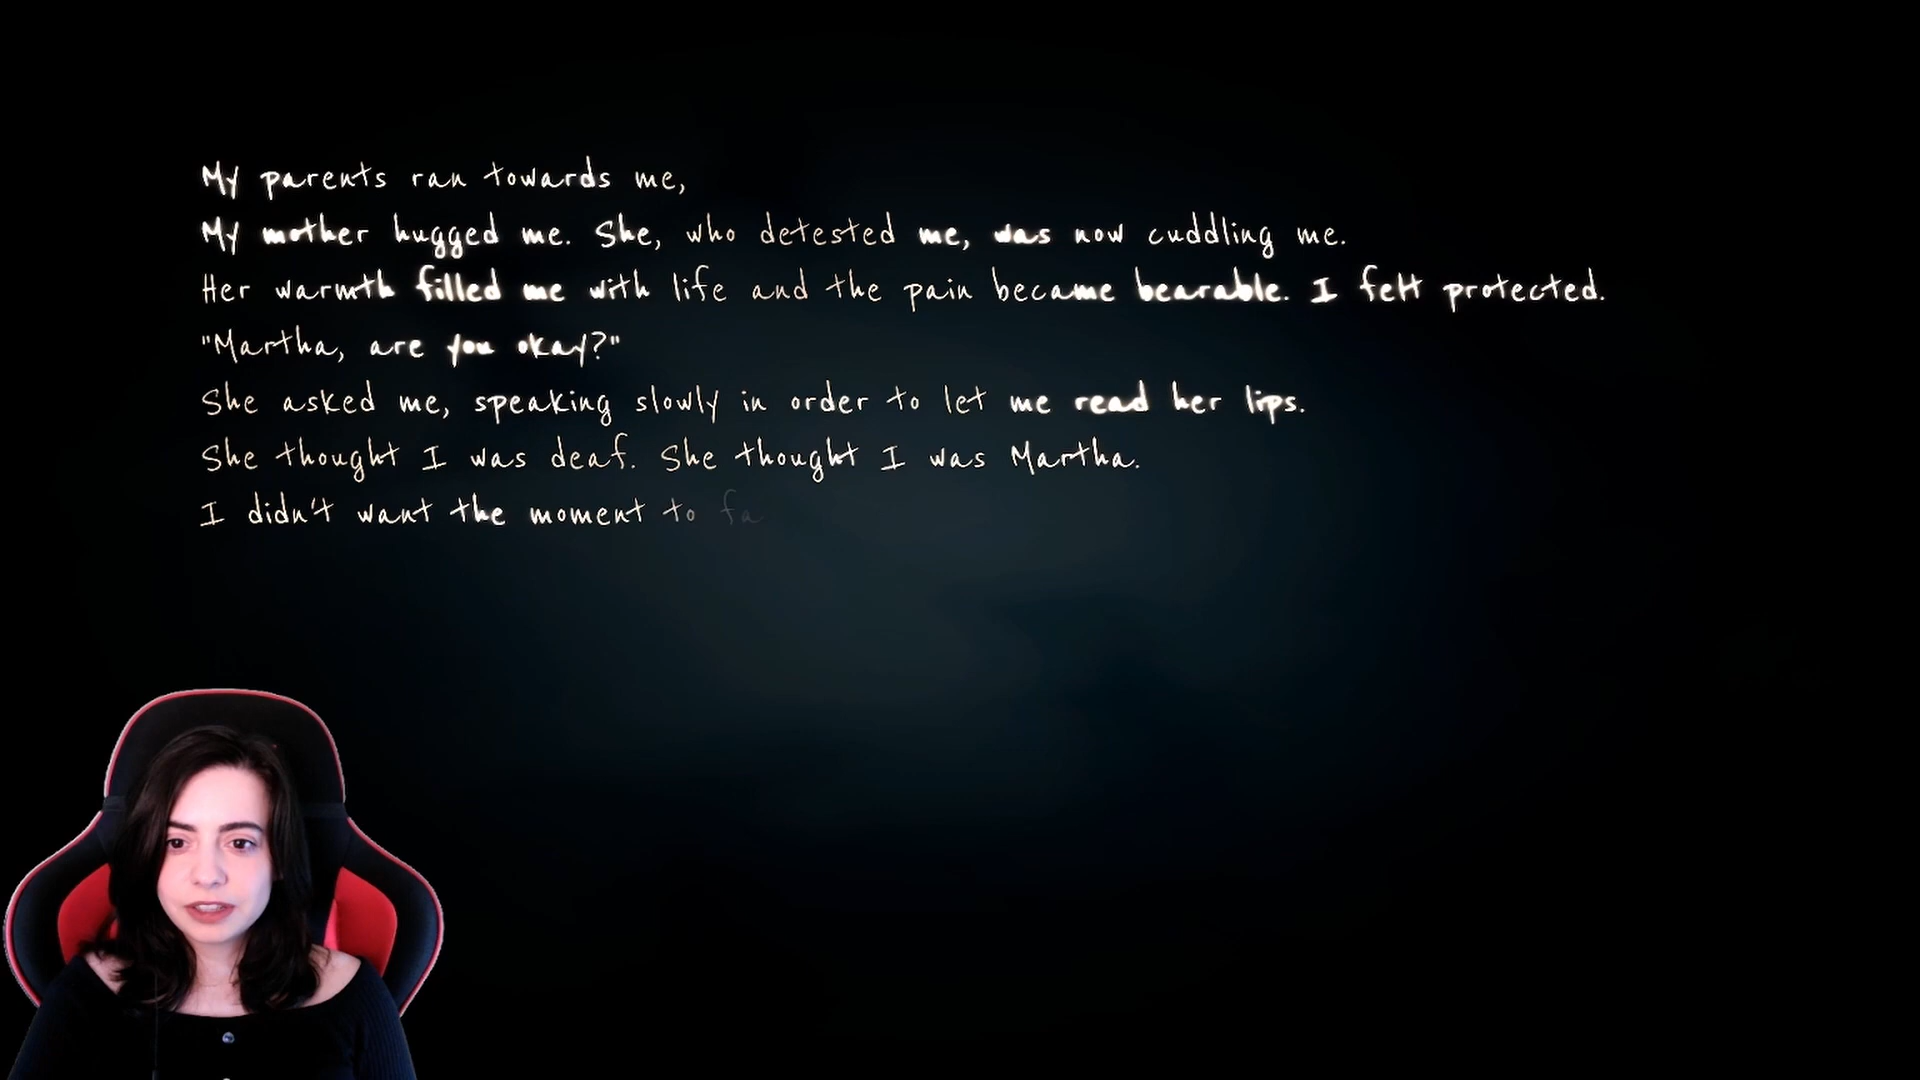 My parents ran towards me,
My mother hugged me. She, who detested me, was now cuddling me.
Her warmth filled me with life and the pain became bearable. I felt protected.
"Martha, are you okay?"
She asked me, speaking slowly in order to let me read her lips.
She thought I was deaf. She thought I was Martha.
I didn't want the moment to